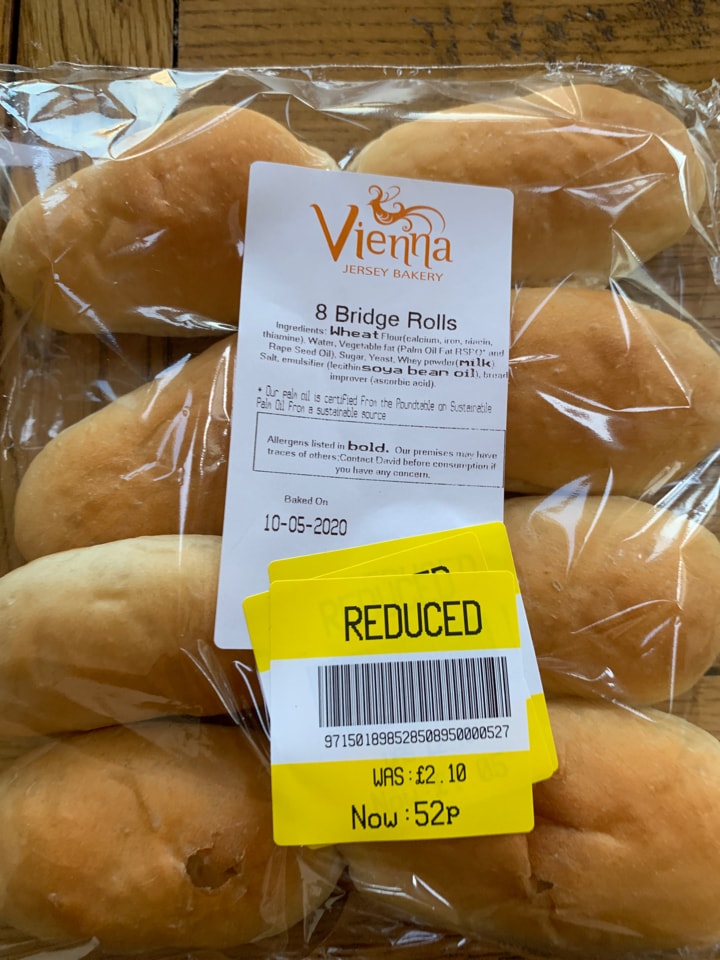 Vienna
JERSEY BAKERY
8 Bridge Rolls
Ingredients: Wheat Flour(calcium, iron, niacin,
thiamine), Water, Vegetable fat (Palm Oil Fat RSPO* and
Rape Seed Oil), Sugar, Yeast, Whey powder(milk)
Salt, emulsifier (lecithin soya bean oil), bread
improver (ascorbic acid).
* Our palm oil is certified from the Roundtable on Sustainable
Palm Oil From a sustainable source
Allergens listed in bold. Our premises may have
traces of others;Contact David before consumption if
you have any concern.
Baked On
10-05-2020
REDUCED
971501898528508950000527
WAS:£2.10
Now:52p